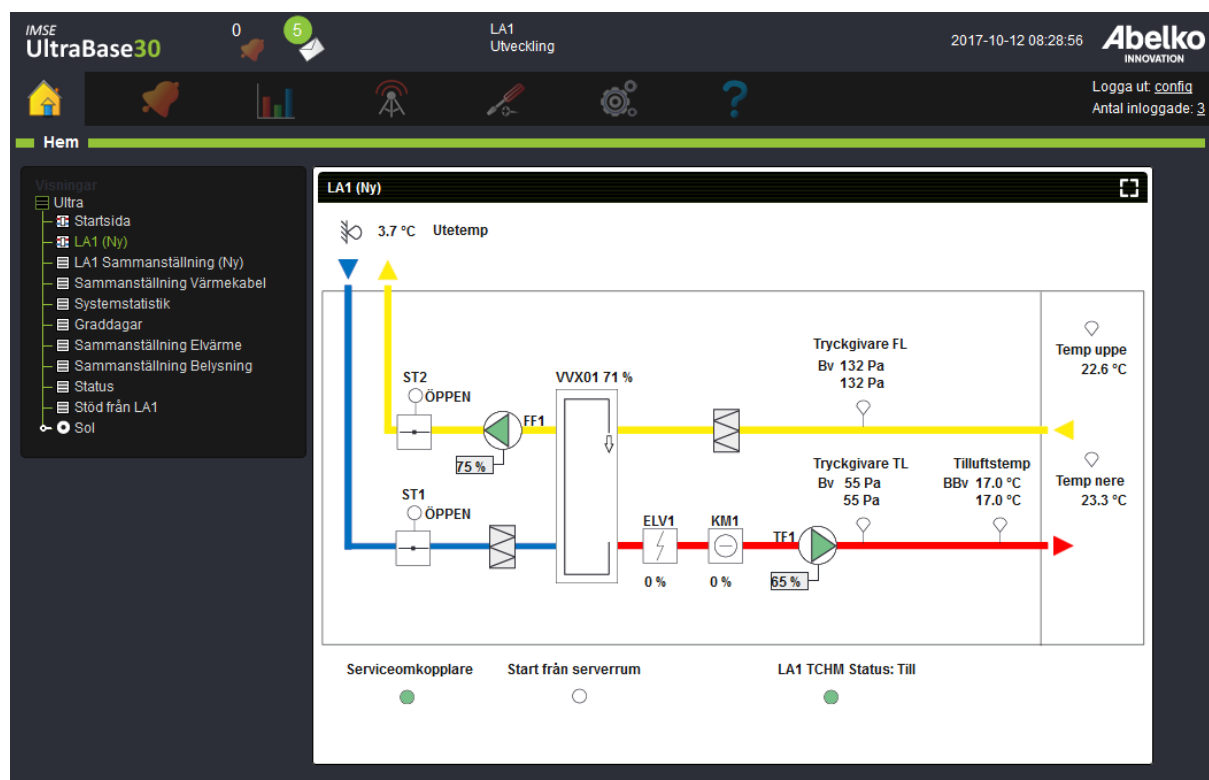 IMSE
UltraBase30
0
5
LA1
Utveckling
2017-10-12 08:28:56
Abelko
INNOVATION
Logga ut: config
Antal inloggade: 3
Hem
Visningar
Ultra
Startsida
LA1 (Ny)
LA1 Sammanställning (Ny)
Sammanställning Värmekabel
Systemstatistik
Graddagar
Sammanställning Elvärme
Sammanställning Belysning
Status
Stöd från LA1
Sol
LA1 (Ny)
3.7 °C Utetemp
Tryckgivare FL
Bv 132 Pa
132 Pa
Temp uppe
22.6 °C
ST2
ÖPPEN
VVX01 71 %
FF1
75 %
Tryckgivare TL
Bv 55 Pa
55 Pa
Tilluftstemp
BBv 17.0 °C
17.0 °C
Temp nere
23.3 °C
ST1
ÖPPEN
ELV1
0 %
KM1
0 %
TF1
65 %
Serviceomkopplare
Start från serverrum
LA1 TCHM Status: Till